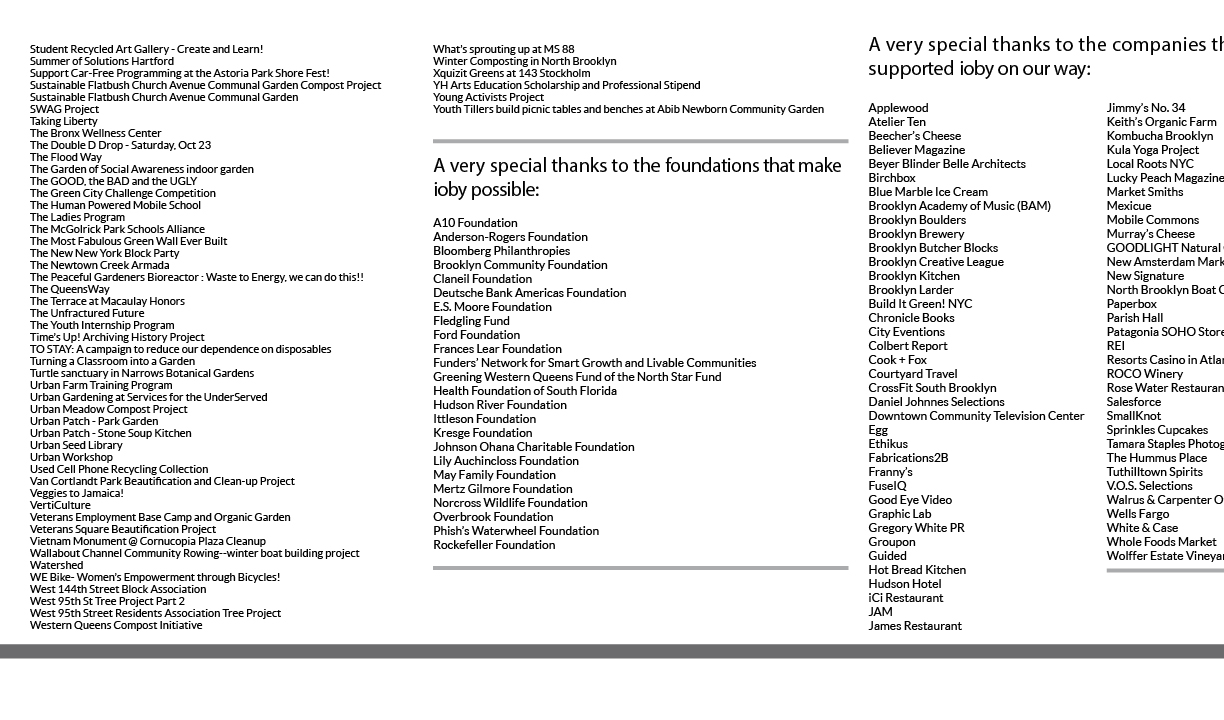 Student Recycled Art Gallery - Create and Learn!
Summer of Solutions Hartford
Support Car-Free Programming at the Astoria Park Shore Fest!
Sustainable Flatbush Church Avenue Communal Garden Compost Project
Sustainable Flatbush Church Avenue Communal Garden
SWAG Project
Taking Liberty
The Bronx Wellness Center
The Double D Drop - Saturday, Oct 23
The Flood Way
The Garden of Social Awareness indoor garden
The GOOD, the BAD and the UGLY
The Green City Challenge Competition
The Human Powered Mobile School
The Ladies Program
The McGolrick Park Schools Alliance
The Most Fabulous Green Wall Ever Built
The New New York Block Party
The Newtown Creek Armada
The Peaceful Gardeners Bioreactor : Waste to Energy, we can do this!!
The QueensWay
The Terrace at Macaulay Honors
The Unfractured Future
The Youth Internship Program
Time's Up! Archiving History Project
TO STAY: A campaign to reduce our dependence on disposables
Turning a Classroom into a Garden
Turtle sanctuary in Narrows Botanical Gardens
Urban Farm Training Program
Urban Gardening at Services for the UnderServed
Urban Meadow Compost Project
Urban Patch - Park Garden
Urban Patch - Stone Soup Kitchen
Urban Seed Library
Urban Workshop
Used Cell Phone Recycling Collection
Van Cortlandt Park Beautification and Clean-up Project
Veggies to Jamaica!
VertiCulture
Veterans Employment Base Camp and Organic Garden
Veterans Square Beautification Project
Vietnam Monument @ Cornucopia Plaza Cleanup
Wallabout Channel Community Rowing--winter boat building project
Watershed
WE Bike- Women's Empowerment through Bicycles!
West 144th Street Block Association
West 95th St Tree Project Part 2
West 95th Street Residents Association Tree Project
Western Queens Compost Initiative
What's sprouting up at MS 88
Winter Composting in North Brooklyn
Xquizit Greens at 143 Stockholm
YH Arts Education Scholarship and Professional Stipend
Young Activists Project
Youth Tillers build picnic tables and benches at Abib Newborn Community Garden
A very special thanks to the foundations that make
ioby possible:
A10 Foundation
Anderson-Rogers Foundation
Bloomberg Philanthropies
Brooklyn Community Foundation
Claneil Foundation
Deutsche Bank Americas Foundation
E.S. Moore Foundation
Fledgling Fund
Ford Foundation
Frances Lear Foundation
Funders' Network for Smart Growth and Livable Communities
Greening Western Queens Fund of the North Star Fund
Health Foundation of South Florida
Hudson River Foundation
Ittleson Foundation
Kresge Foundation
Johnson Ohana Charitable Foundation
Lily Auchincloss Foundation
May Family Foundation
Mertz Gilmore Foundation
Norcross Wildlife Foundation
Overbrook Foundation
Phish's Waterwheel Foundation
Rockefeller Foundation
A very special thanks to the companies
supported ioby on our way:
Applewood
Atelier Ten
Beecher's Cheese
Believer Magazine
Beyer Blinder Belle Architects
Birchbox
Blue Marble Ice Cream
Brooklyn Academy of Music (BAM)
Brooklyn Boulders
Brooklyn Brewery
Brooklyn Butcher Blocks
Brooklyn Creative League
Brooklyn Kitchen
Brooklyn Larder
Build It Green! NYC
Chronicle Books
City Eventions
Colbert Report
Cook + Fox
Courtyard Travel
CrossFit South Brooklyn
Daniel Johnnes Selections
Downtown Community Television Center
Egg
Ethikus
Fabrications2B
Franny's
FuseIQ
Good Eye Video
Graphic Lab
Gregory White PR
Groupon
Guided
Hot Bread Kitchen
Hudson Hotel
iCi Restaurant
JAM
James Restaurant
Jimmy's No. 34
Keith's Organic Farm
Kombucha Brooklyn
Kula Yoga Project
Local Roots NYC
Lucky Peach Magazine
Market Smiths
Mexicue
Mobile Commons
Murray's Cheese
GOODLIGHT Natural
New Amsterdam
New Signature
North Brooklyn Boat
Paperbox
Parish Hall
Patagonia SOHO Store
REI
Resorts Casino in
ROCO Winery
Rose Water
Salesforce
SmallKnot
Sprinkles Cupcakes
Tamara Staples
The Hummus Place
Tuthilltown Spirits
V.O.S. Selections
Walrus & Carpenter
Wells Fargo
White & Case
Whole Foods Market
Wolffer Estate